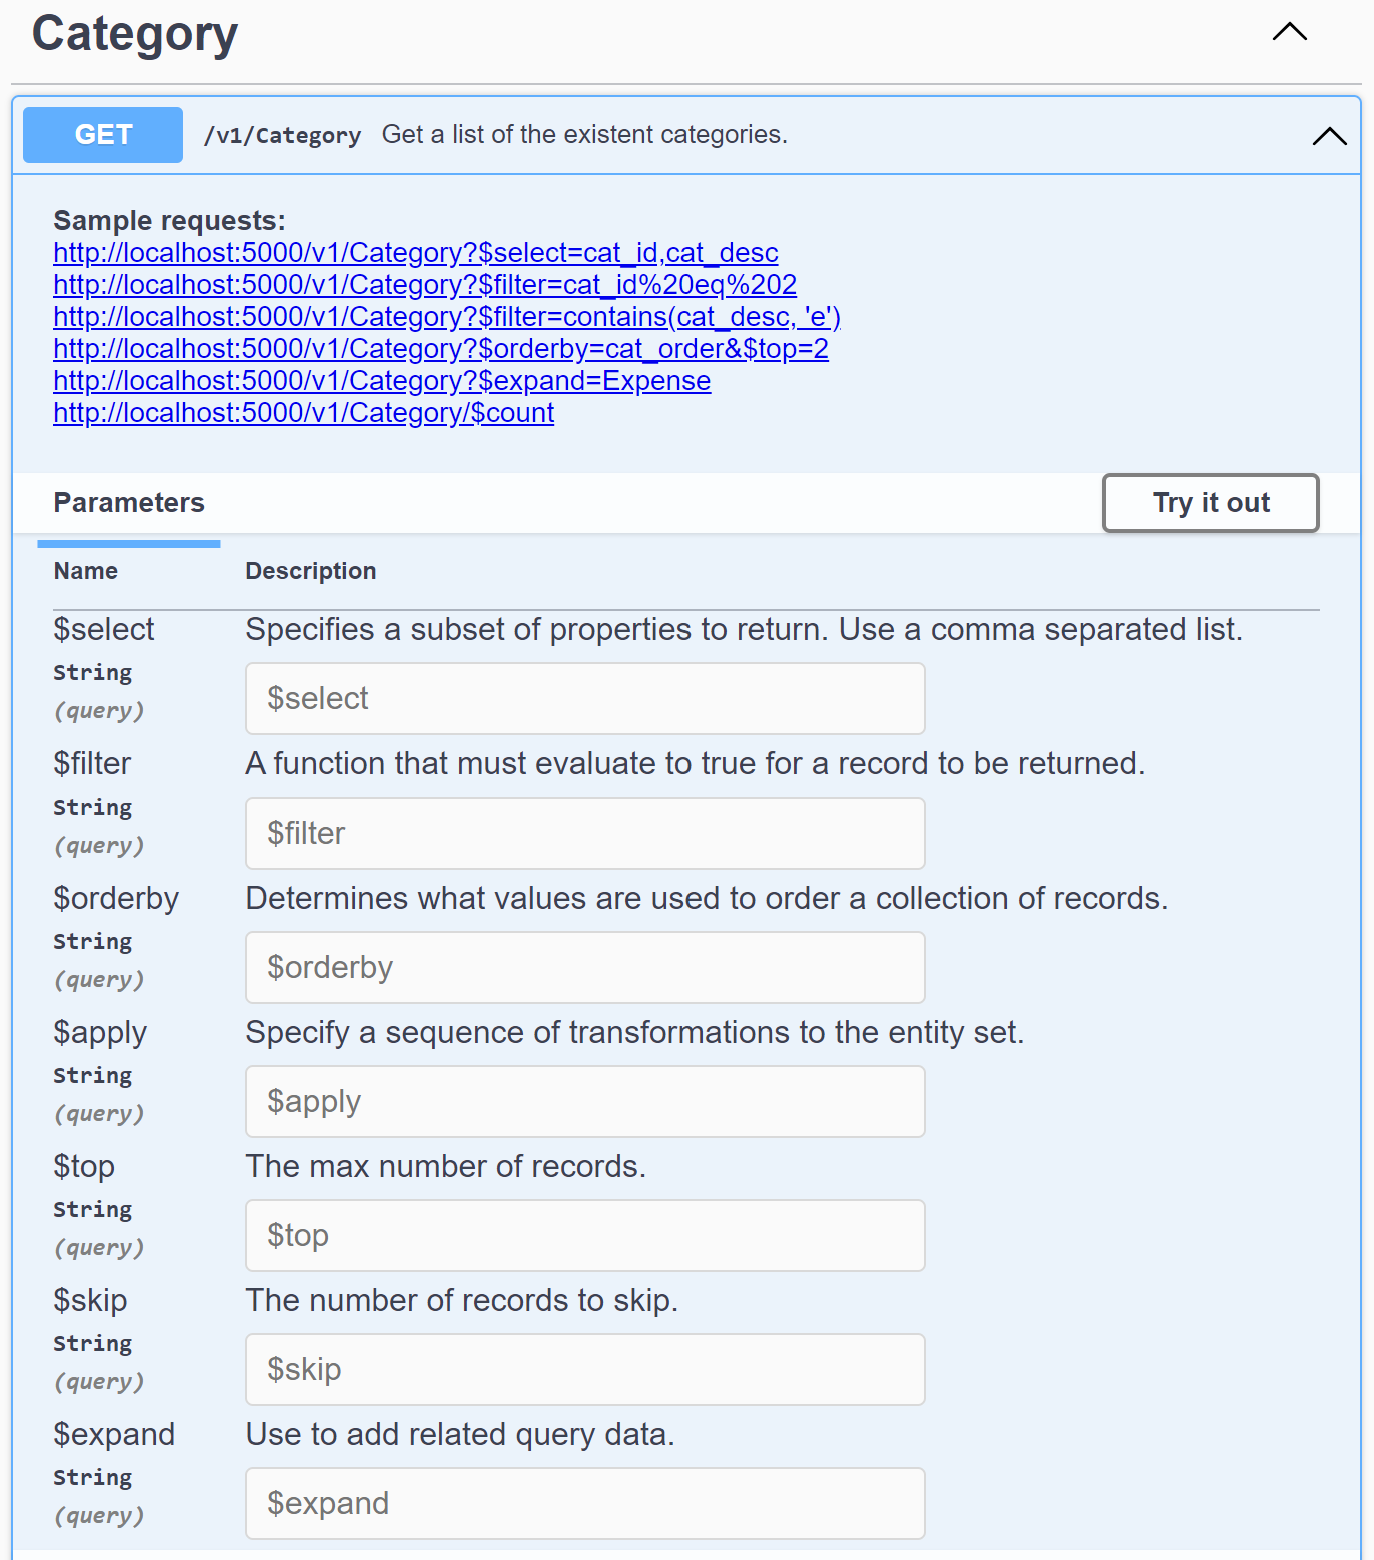 Category
GET /v1/Category Get a list of the existent categories.
Sample requests:
http://localhost:5000/v1/Category?$select=cat_id,cat_desc
http://localhost:5000/v1/Category?$filter=cat_id%20eq%202
http://localhost:5000/v1/Category?$filter=contains(cat_desc, 'e')
http://localhost:5000/v1/Category?$orderby=cat_order&$top=2
http://localhost:5000/v1/Category?$expand=Expense
http://localhost:5000/v1/Category/$count
Parameters Try it out
Name Description
$select Specifies a subset of properties to return. Use a comma separated list.
String
$select
(query)
$filter A function that must evaluate to true for a record to be returned.
String
$filter
(query)
$orderby Determines what values are used to order a collection of records.
String
$orderby
(query)
$apply Specify a sequence of transformations to the entity set.
String
$apply
(query)
$top The max number of records.
String
$top
(query)
$skip The number of records to skip.
String
$skip
(query)
$expand Use to add related query data.
String
$expand
(query)